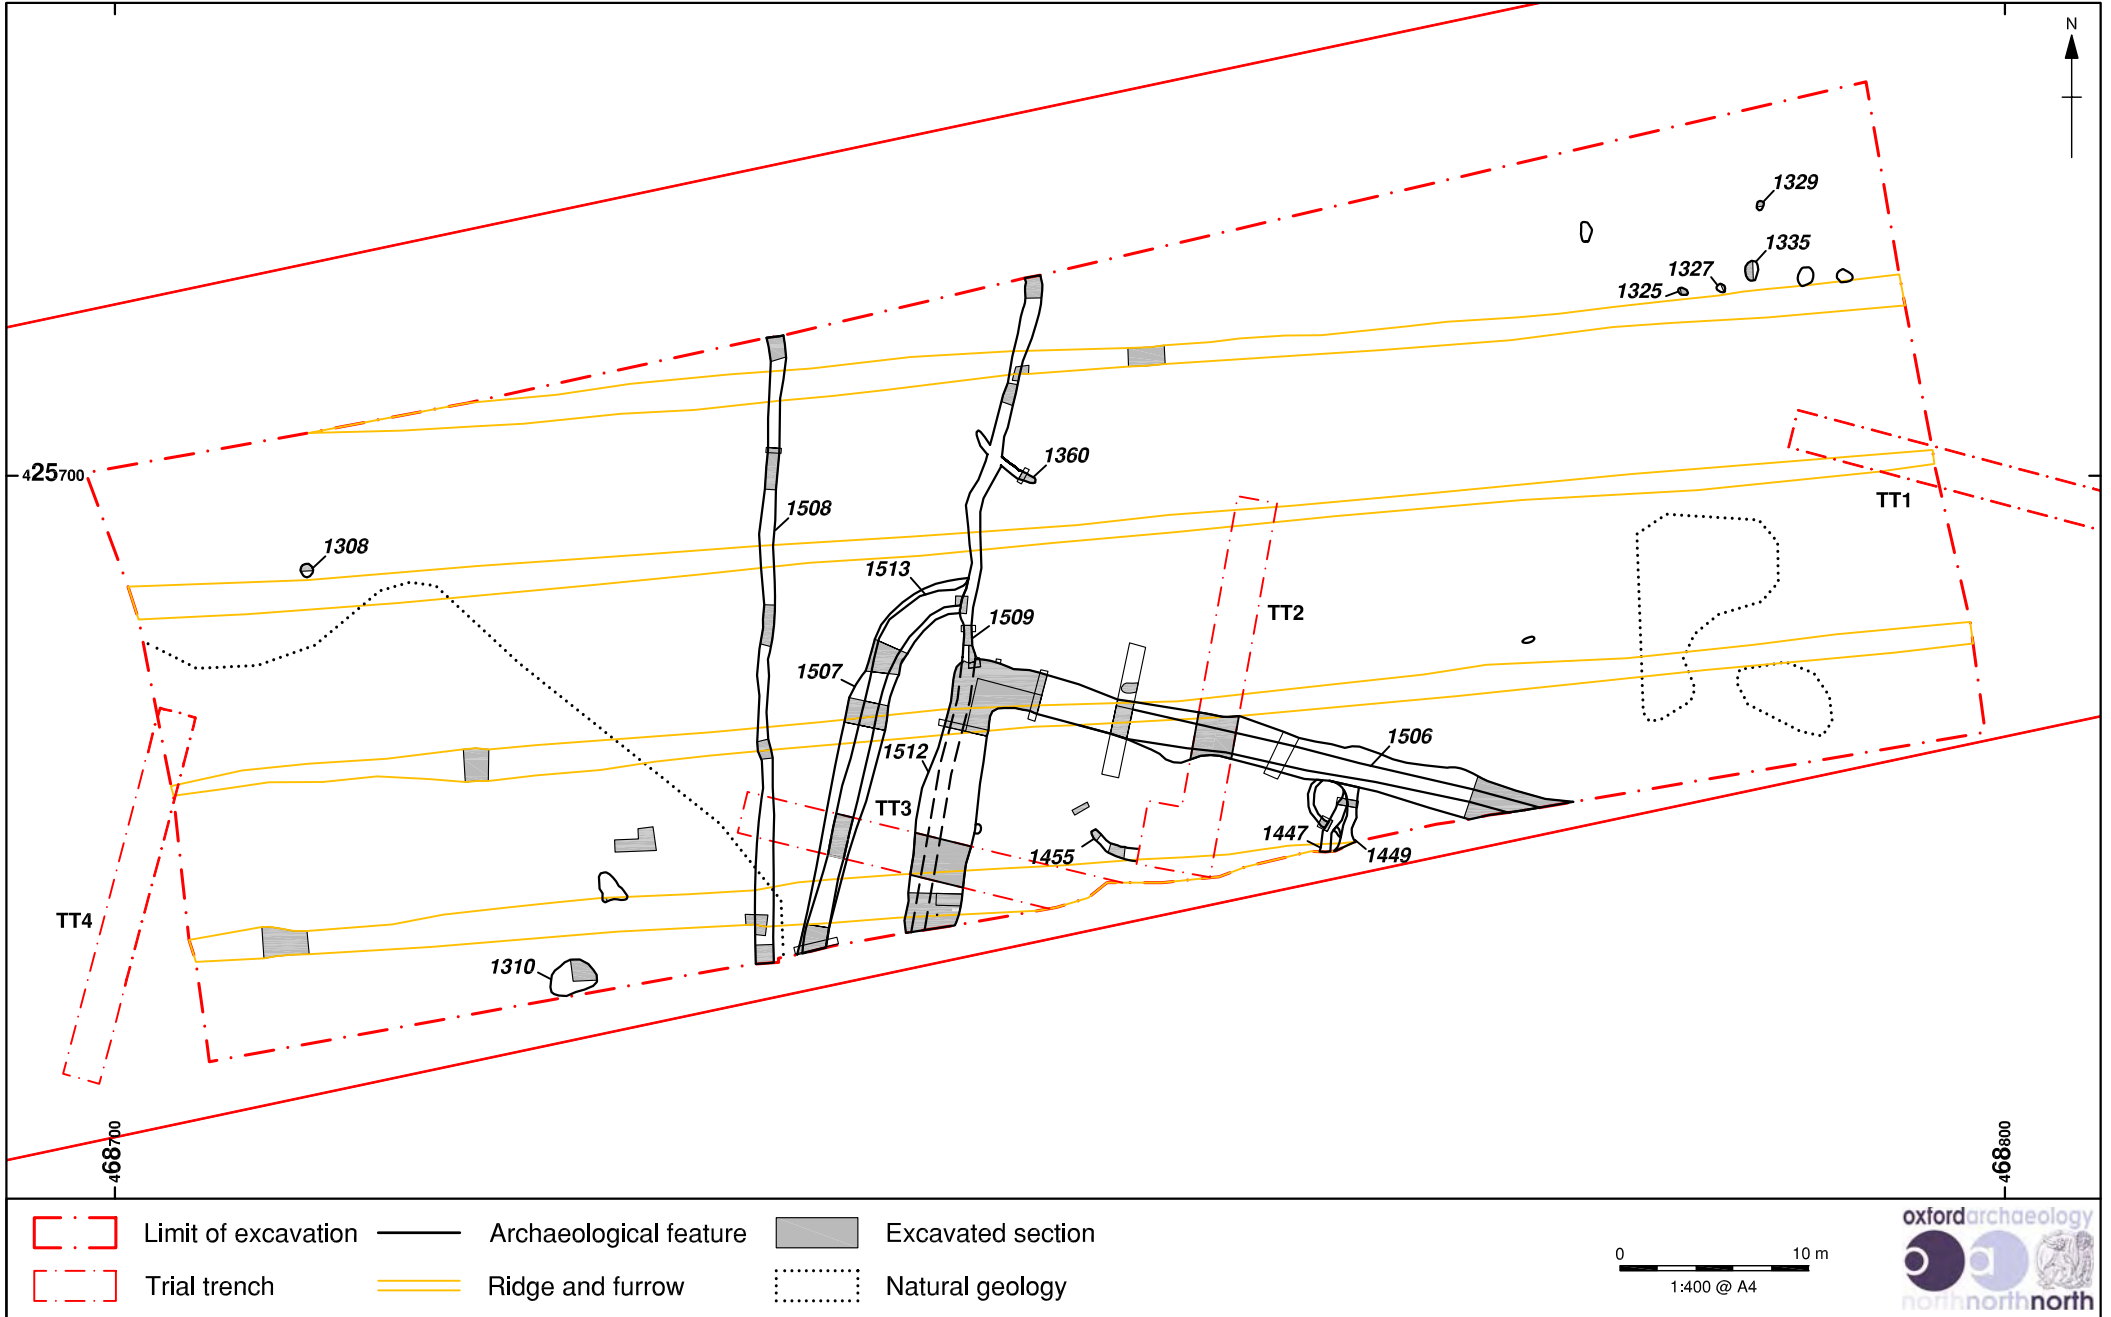 N
1329
1335
1327
1325
1360
425700
TT1
1508
1308
1513
TT2
1509
1507
1506
1512
TT3
1447
1449
1455
TT4
1310
468700
468800
Limit of excavation
Archaeological feature
Excavated section
Trial trench
Ridge and furrow
Natural geology
0 10 m
1:400 @ A4
oxfordarchaeology
northnorthnorth